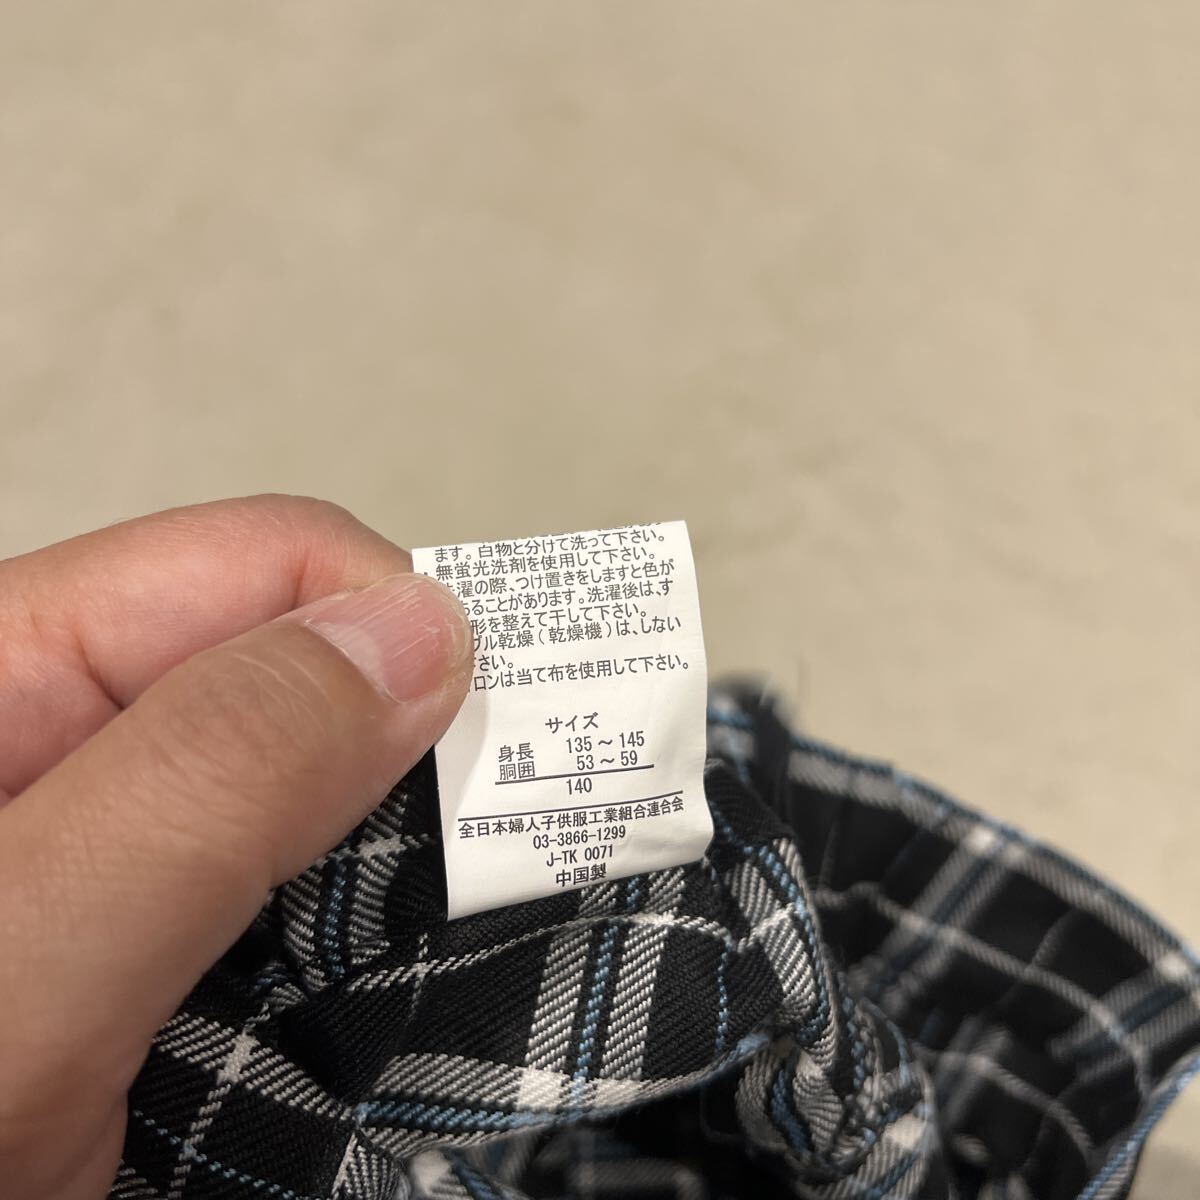 ます。白物と分けて洗って下さい。
無蛍光洗剤を使用して下さい。
濯の際、つけ置きをしますと色が
ることがあります。洗濯後は、す
形を整えて干して下さい。
ブル乾燥(乾燥機)は、しない
さい。
ロンは当て布を使用して下さい。
サイズ
身長 135～145
胴囲 53～59
140
全日本婦人子供服工業組合連合会
03-3866-1299
J-TK 0071
中国製